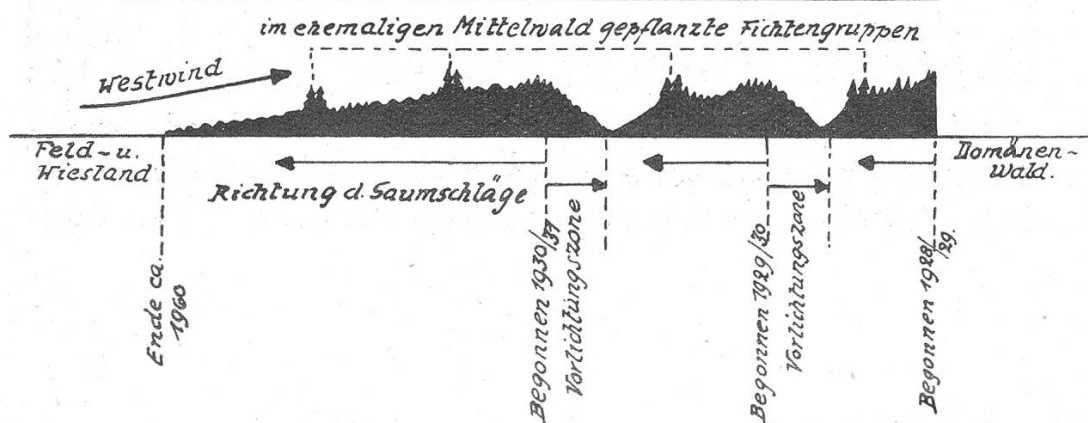 im ehemaligen Mittelwald gepflanzte Fichtengruppen
Westwind
Feld- u.
Wiesland
Domänen-
Wald.
Richtung d. Saumschläge
Ende ca.
1960
Begonnen 1930/31
Vorlichtungszone
Begonnen 1929/30
Vorlichtungszone
Begonnen 1928/29.